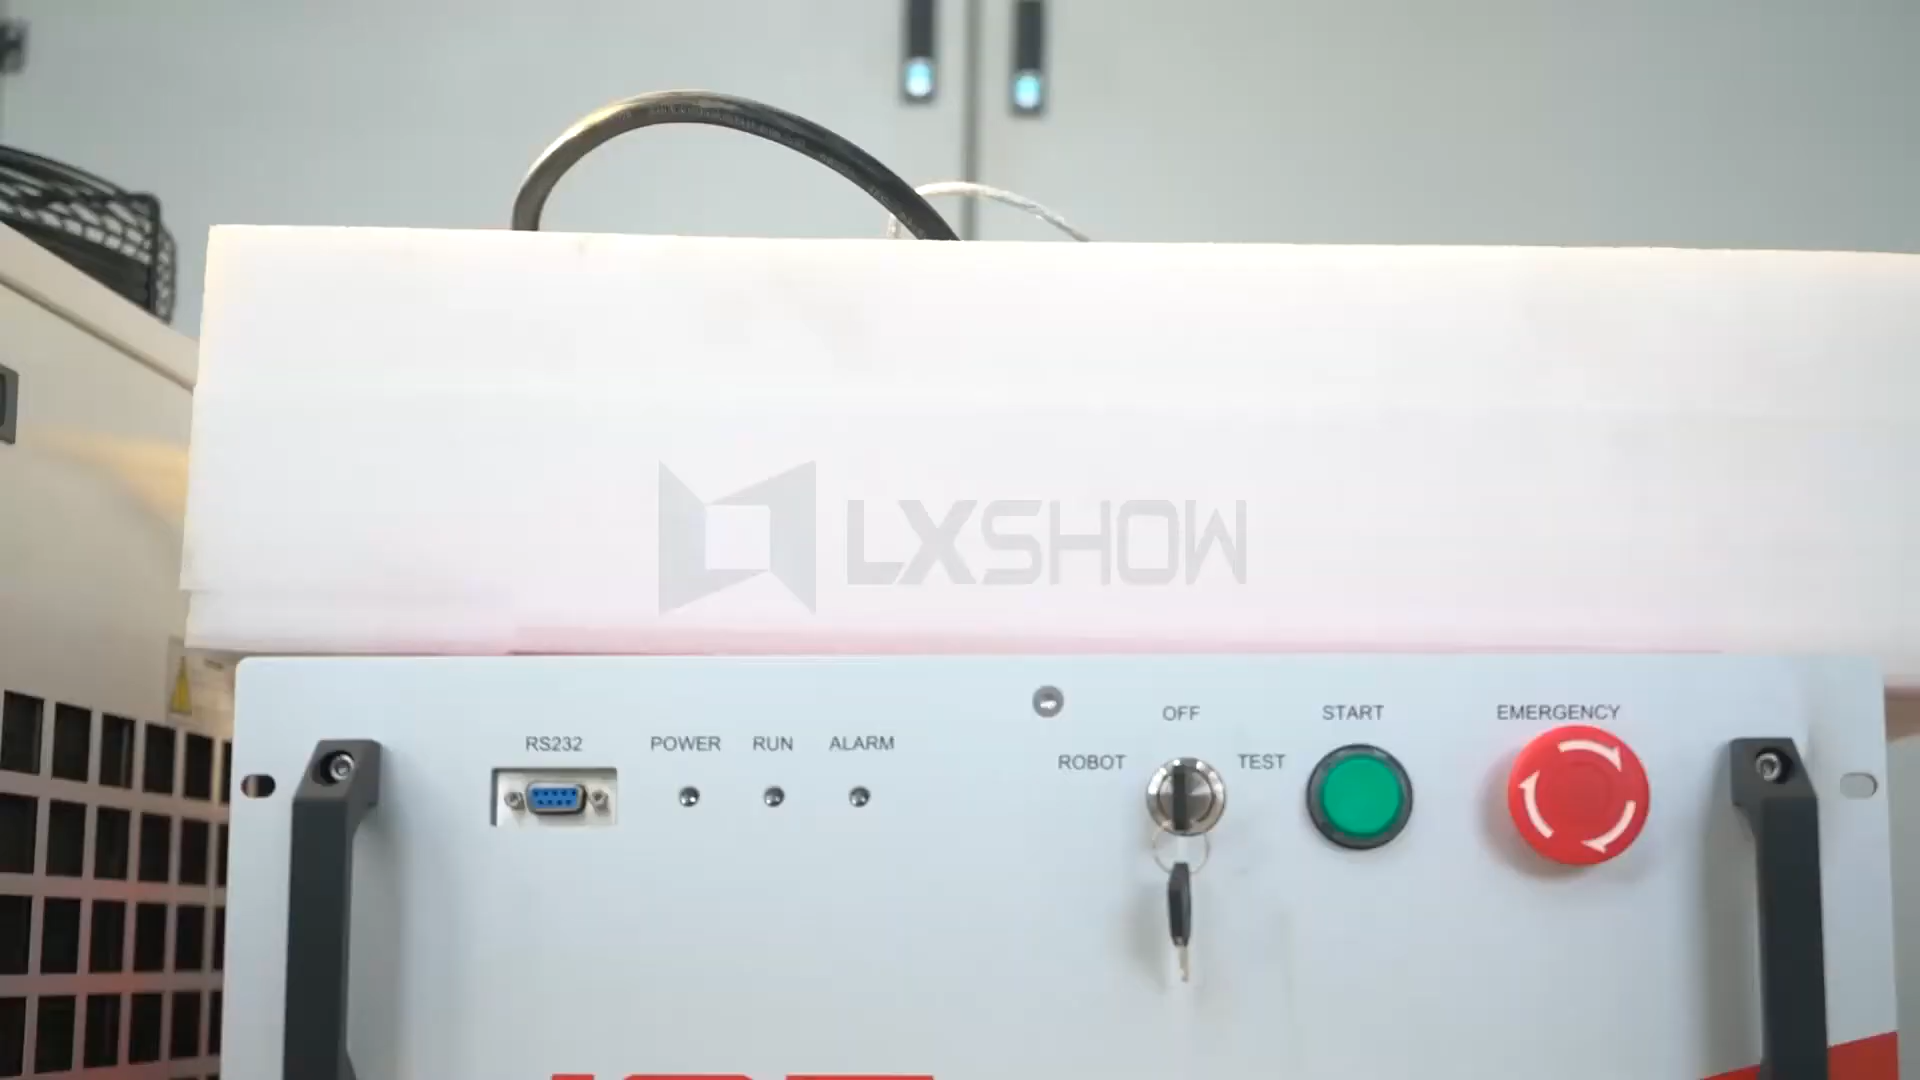 LXSHOW
OFF
START
EMERGENCY
RS232
POWER
RUN
ALARM
ROBOT
TEST